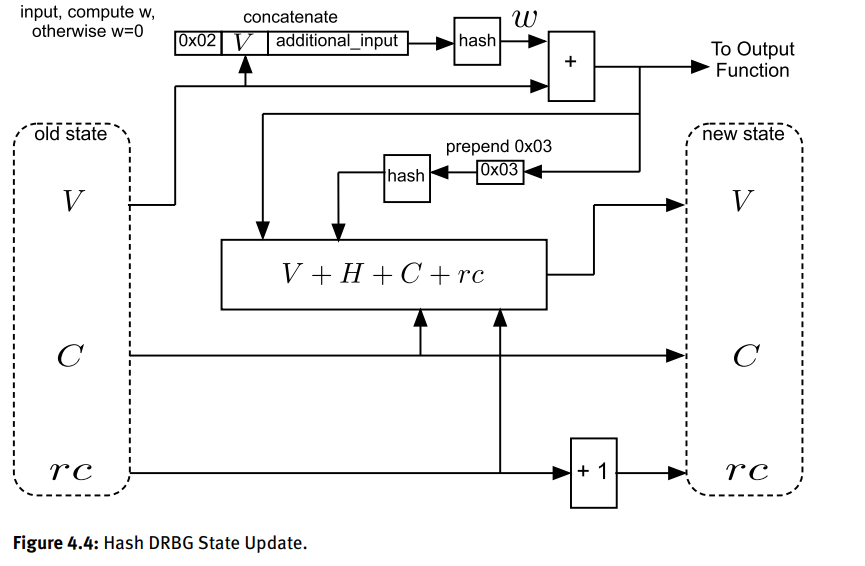 input, compute w,
otherwise w=0
concatenate
0x02 V additional_input
hash
w
+
To Output
Function
old state
new state
prepend 0x03
hash
0x03
V
V
V + H + C + rc
C
C
rc
+ 1
rc
Figure 4.4: Hash DRBG State Update.